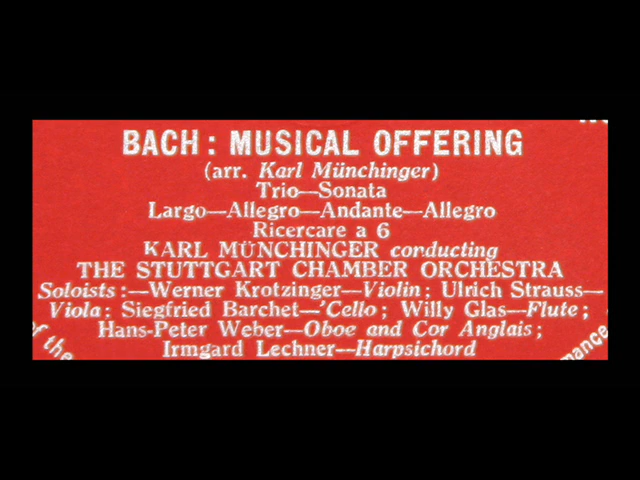 BACH : MUSICAL OFFERING
(arr. Karl Münchinger)
Trio—Sonata
Largo—Allegro—Andante—Allegro
Ricercare a 6
KARL MÜNCHINGER conducting
THE STUTTGART CHAMBER ORCHESTRA
Soloists :—Werner Krotzinger—Violin ; Ulrich Strauss—
Viola : Siegfried Barchet—'Cello ; Willy Glas—Flute ;
Hans-Peter Weber—Oboe and Cor Anglais ;
Irmgard Lechner—Harpsichord
of the